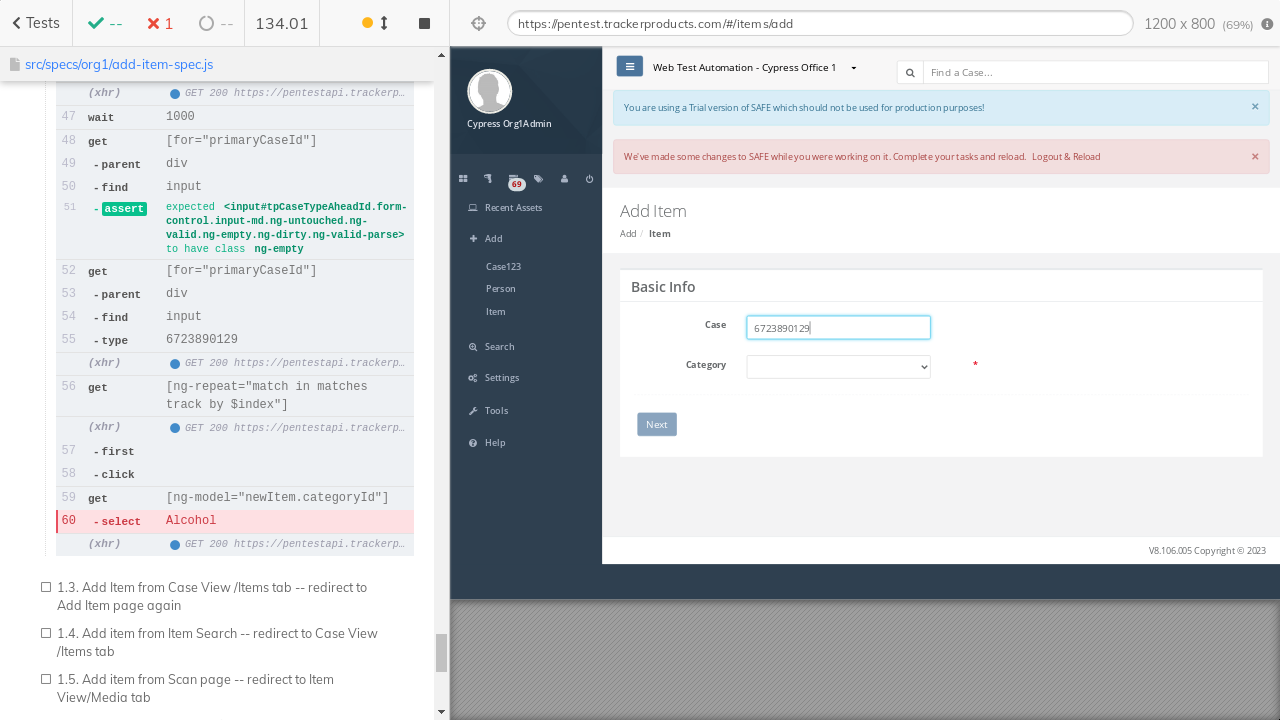 Tests
--
1
--
134.01
https://pentest.trackerproducts.com/#/items/add
1200 x 800 (69%)
src/specs/org1/add-item-spec.js
(xhr) GET 200 https://pentestapi.trackerp…
47 wait 1000
48 get [for="primaryCaseId"]
49 -parent div
50 -find input
51 -assert expected <input#tpCaseTypeAheadId.form-
control.input-md.ng-untouched.ng-
valid.ng-empty.ng-dirty.ng-valid-parse>
to have class ng-empty
52 get [for="primaryCaseId"]
53 -parent div
54 -find input
55 -type 6723890129
(xhr) GET 200 https://pentestapi.trackerp…
56 get [ng-repeat="match in matches
track by $index"]
(xhr) GET 200 https://pentestapi.trackerp…
57 -first
58 -click
59 get [ng-model="newItem.categoryId"]
60 -select Alcohol
(xhr) GET 200 https://pentestapi.trackerp…
1.3. Add Item from Case View /Items tab -- redirect to
Add Item page again
1.4. Add item from Item Search -- redirect to Case View
/Items tab
1.5. Add item from Scan page -- redirect to Item
View/Media tab
Cypress Org1Admin
69
Recent Assets
Add
Case123
Person
Item
Search
Settings
Tools
Help
Web Test Automation - Cypress Office 1
Find a Case...
You are using a Trial version of SAFE which should not be used for production purposes! ×
We've made some changes to SAFE while you were working on it. Complete your tasks and reload. Logout & Reload ×
Add Item
Add / Item
Basic Info
Case 6723890129
Category *
Next
V8.106.005 Copyright © 2023